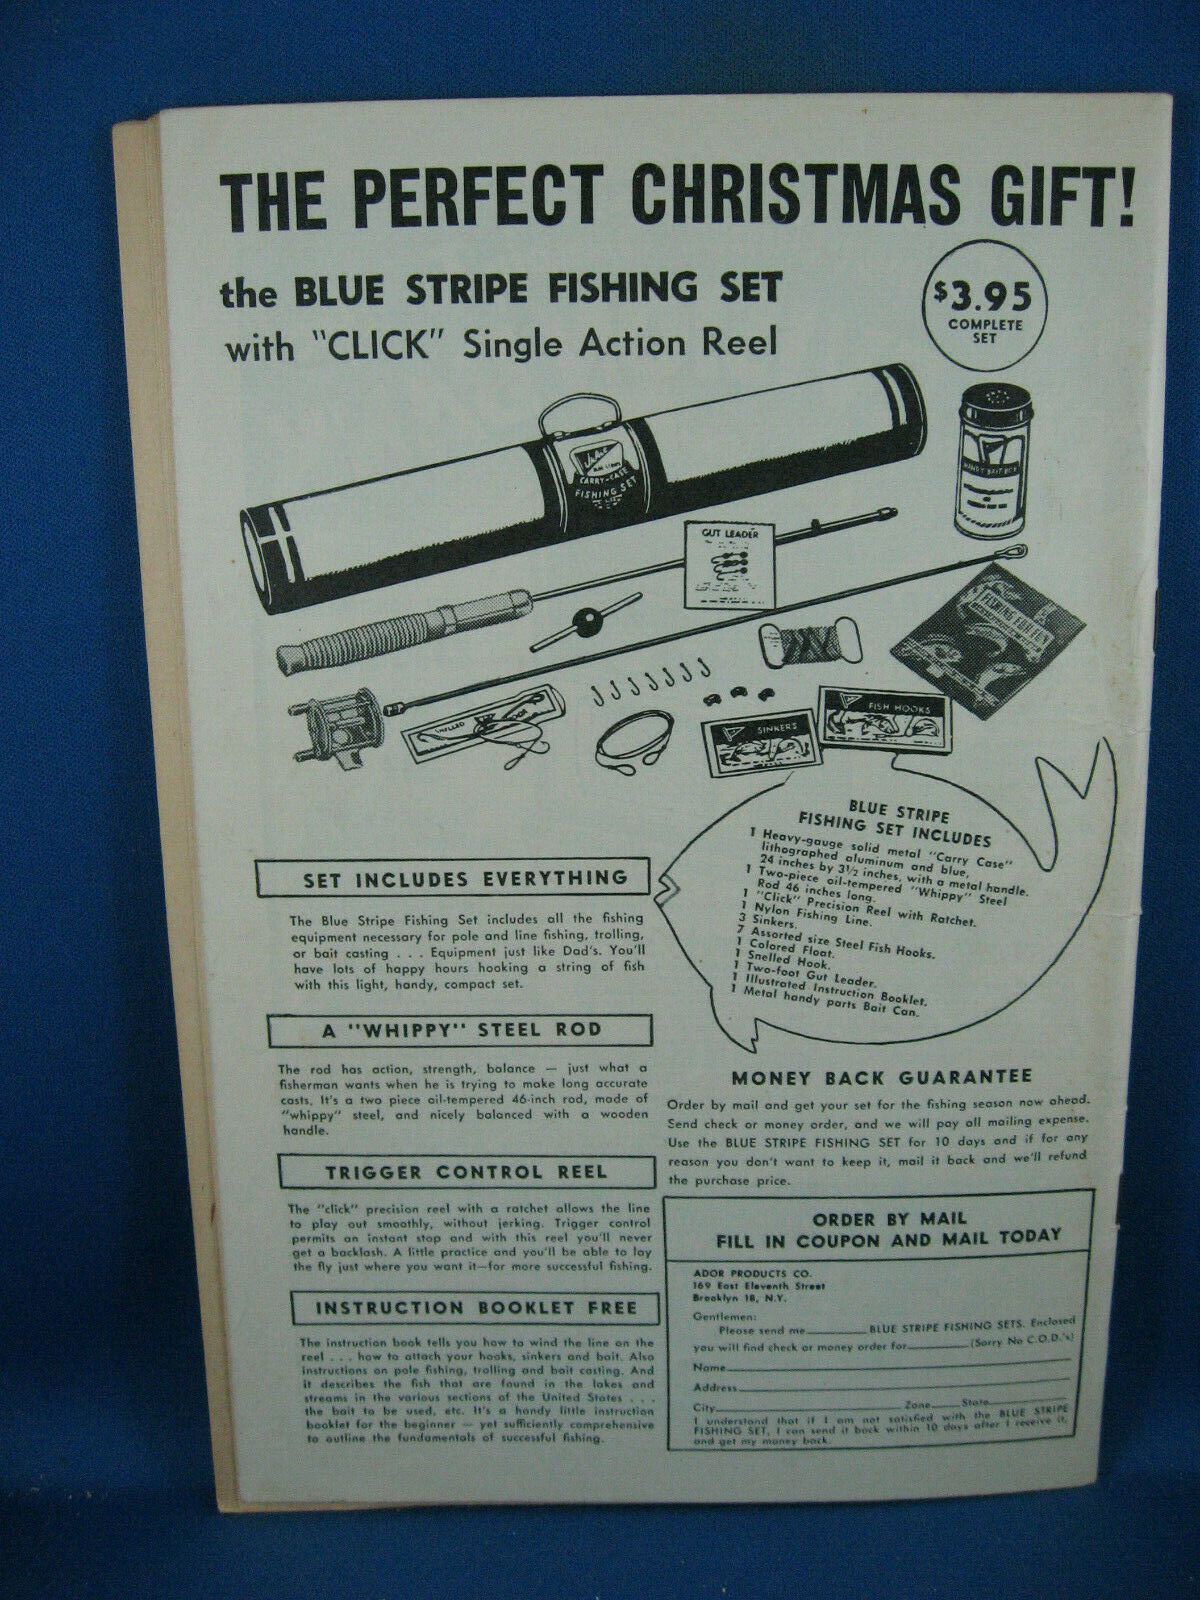 THE PERFECT CHRISTMAS GIFT!
the BLUE STRIPE FISHING SET
with "CLICK" Single Action Reel
$3.95
COMPLETE
SET
CARRY-CASE
FISHING SET
HANDY BAIT BOX
GUT LEADER
FISHING FOR FUN
SNELLED HOOK
SINKERS
FISH HOOKS
BLUE STRIPE
FISHING SET INCLUDES
1 Heavy-gauge solid metal "Carry Case"
lithographed aluminum and blue,
24 inches by 3½ inches, with a metal handle.
1 Two-piece oil-tempered "Whippy" Steel
Rod 46 inches long.
1 "Click" Precision Reel with Ratchet.
1 Nylon Fishing Line.
3 Sinkers.
7 Assorted size Steel Fish Hooks.
1 Colored Float.
1 Snelled Hook.
1 Two-foot Gut Leader.
1 Illustrated Instruction Booklet.
1 Metal handy parts Bait Can.
SET INCLUDES EVERYTHING
The Blue Stripe Fishing Set includes all the fishing
equipment necessary for pole and line fishing, trolling,
or bait casting . . . Equipment just like Dad's. You'll
have lots of happy hours hooking a string of fish
with this light, handy, compact set.
A "WHIPPY" STEEL ROD
The rod has action, strength, balance — just what a
fisherman wants when he is trying to make long accurate
casts. It's a two piece oil-tempered 46-inch rod, made of
"whippy" steel, and nicely balanced with a wooden
handle.
TRIGGER CONTROL REEL
The "click" precision reel with a ratchet allows the line
to play out smoothly, without jerking. Trigger control
permits an instant stop and with this reel you'll never
get a backlash. A little practice and you'll be able to lay
the fly just where you want it—for more successful fishing.
INSTRUCTION BOOKLET FREE
The instruction book tells you how to wind the line on the
reel . . . how to attach your hooks, sinkers and bait. Also
instructions on pole fishing, trolling and bait casting. And
it describes the fish that are found in the lakes and
streams in the various sections of the United States . . .
the bait to be used, etc. It's a handy little instruction
booklet for the beginner — yet sufficiently comprehensive
to outline the fundamentals of successful fishing.
MONEY BACK GUARANTEE
Order by mail and get your set for the fishing season now ahead.
Send check or money order, and we will pay all mailing expense.
Use the BLUE STRIPE FISHING SET for 10 days and if for any
reason you don't want to keep it, mail it back and we'll refund
the purchase price.
ORDER BY MAIL
FILL IN COUPON AND MAIL TODAY
ADOR PRODUCTS CO.
169 East Eleventh Street
Brooklyn 18, N.Y.
Gentlemen:
Please send me BLUE STRIPE FISHING SETS. Enclosed
you will find check or money order for (Sorry No C.O.D.'s)
Name
Address
City Zone State
I understand that if I am not satisfied with the BLUE STRIPE
FISHING SET, I can send it back within 10 days after I receive it,
and get my money back.